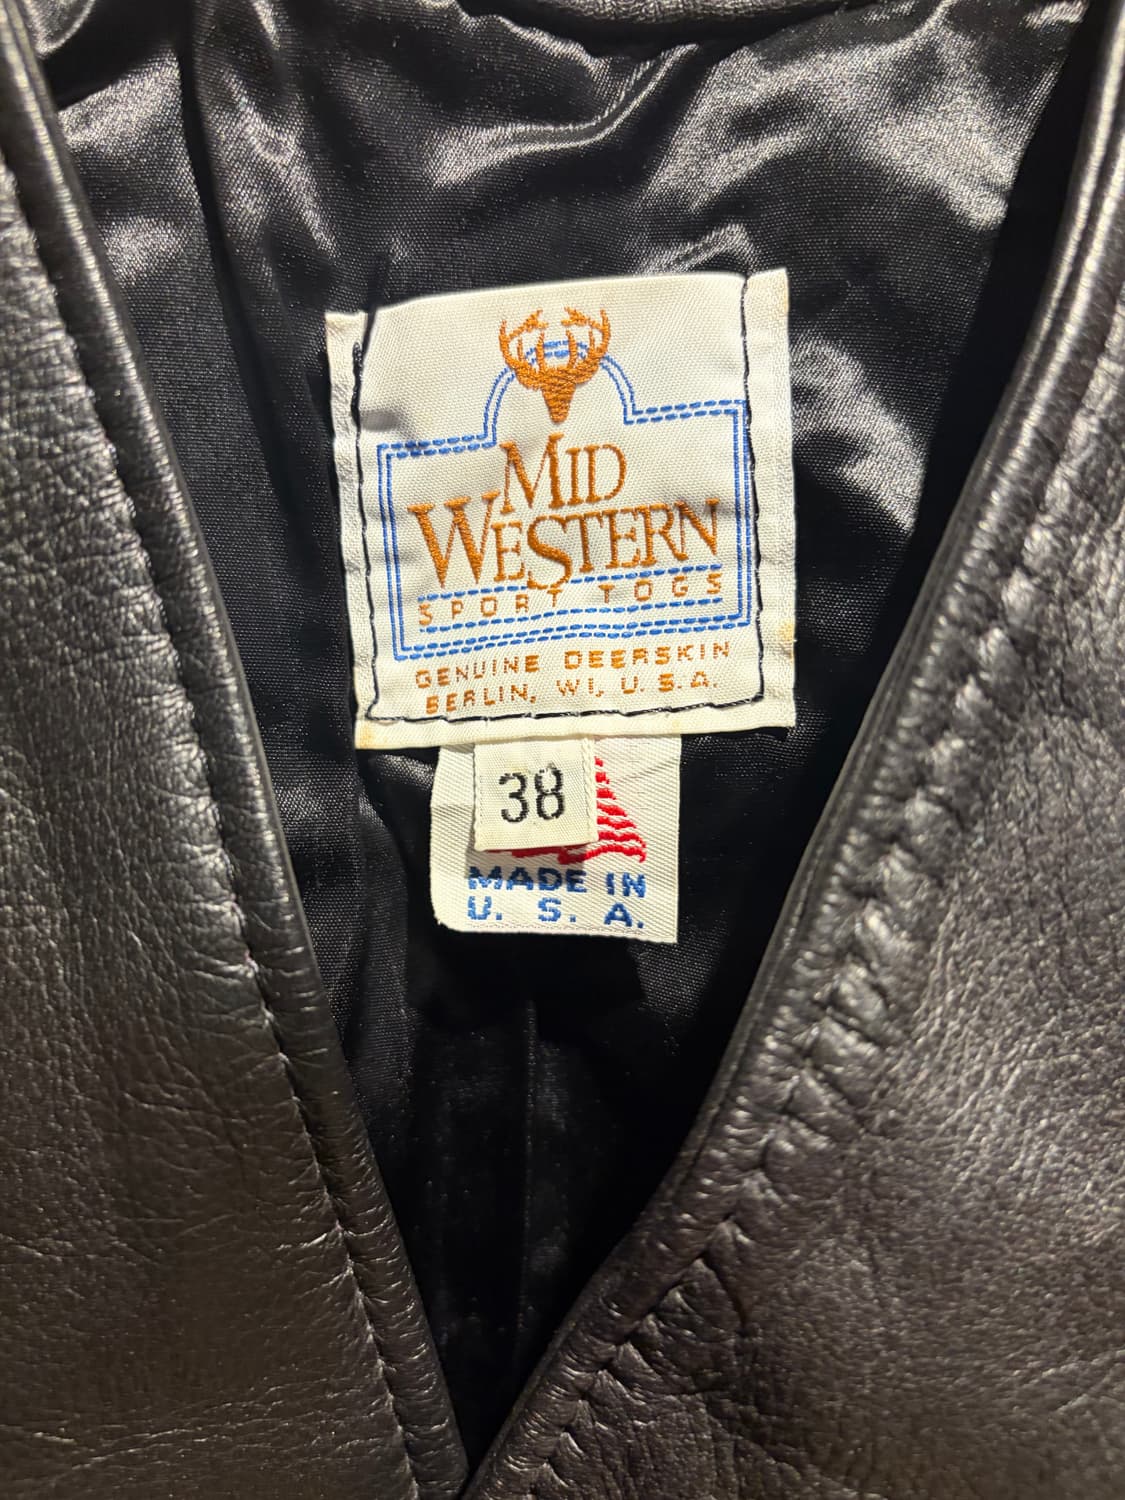 MID
WESTERN
SPORT TOGS
GENUINE DEERSKIN
BERLIN, WI, U.S.A.
38
MADE IN
U. S. A.